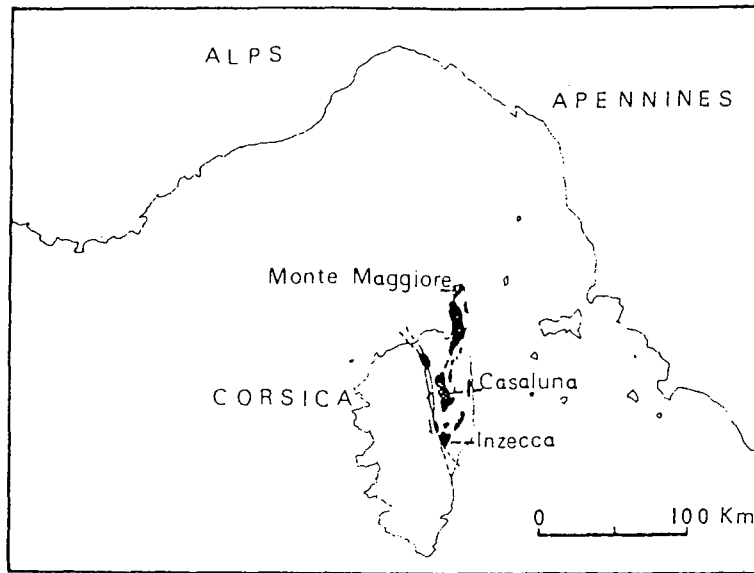 ALPS
APENNINES
Monte Maggiore
CORSICA
Casaluna
Inzecca
0 100 Km